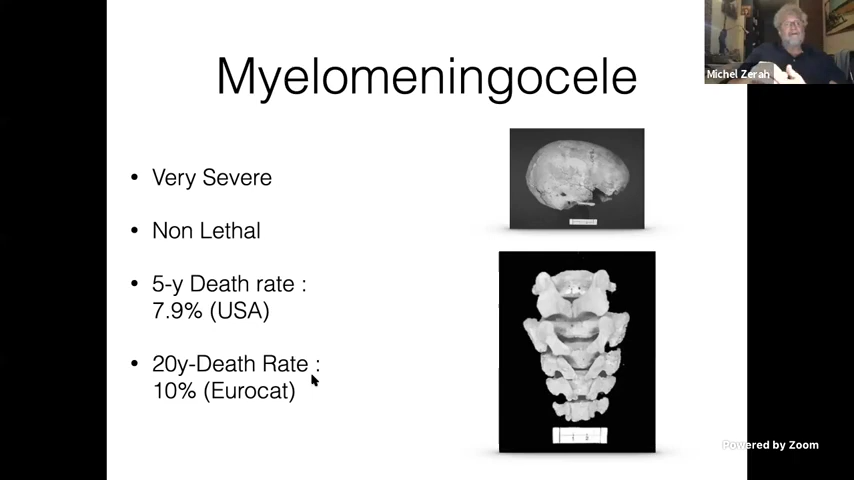 Myelomeningocele
• Very Severe
• Non Lethal
• 5-y Death rate :
7.9% (USA)
• 20y-Death Rate :
10% (Eurocat)
Michel Zerah
Powered by Zoom